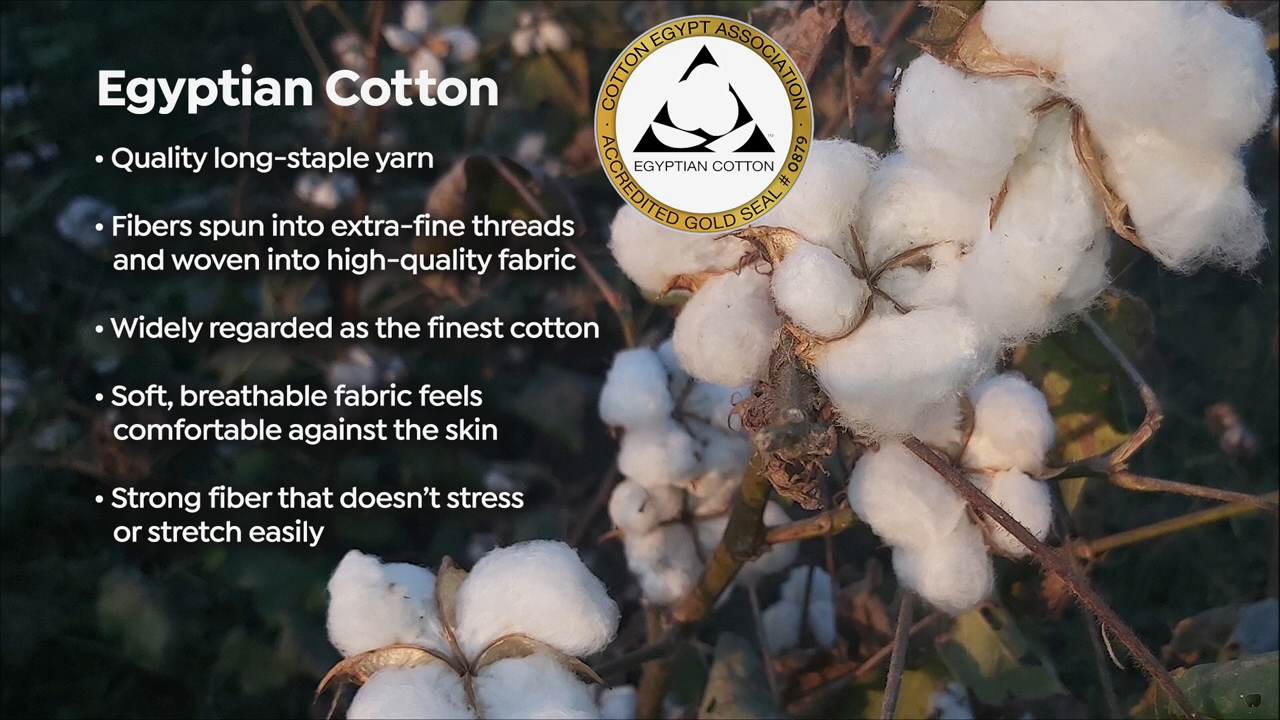 Egyptian Cotton
• Quality long-staple yarn
• Fibers spun into extra-fine threads
and woven into high-quality fabric
• Widely regarded as the finest cotton
• Soft, breathable fabric feels
comfortable against the skin
• Strong fiber that doesn’t stress
or stretch easily
· COTTON EGYPT ASSOCIATION ·
ACCREDITED GOLD SEAL # 0879
EGYPTIAN COTTON